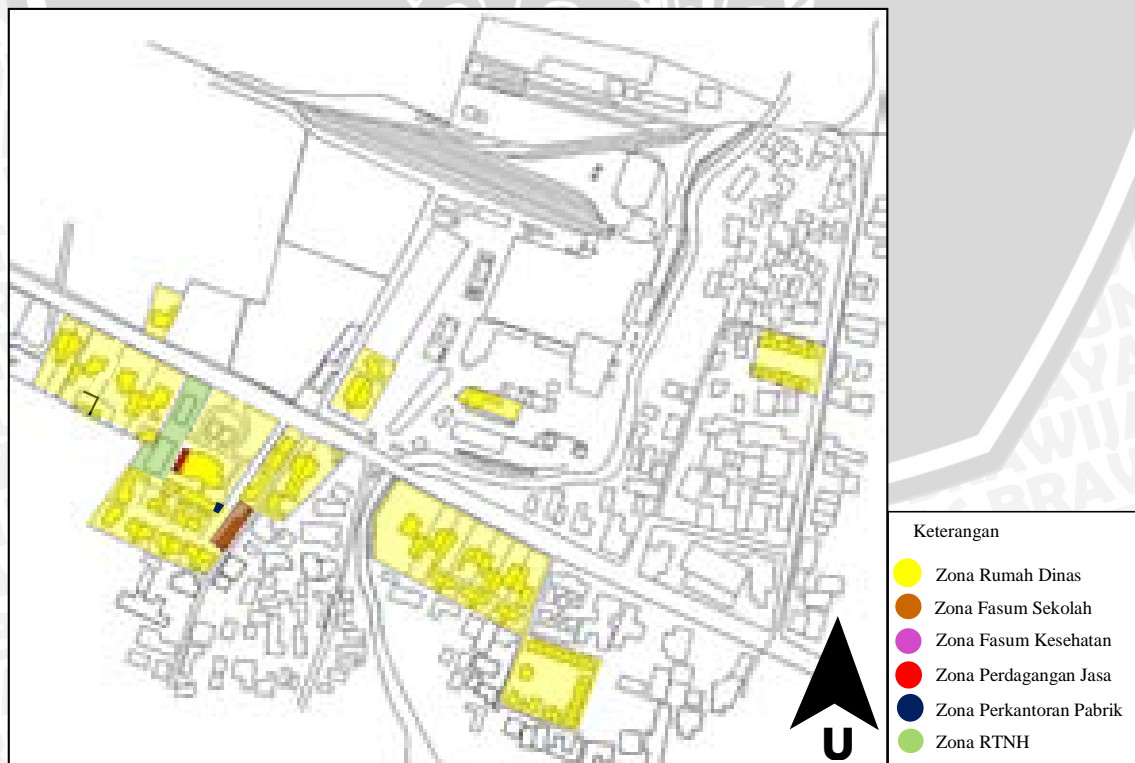 Keterangan
Zona Rumah Dinas
Zona Fasum Sekolah
Zona Fasum Kesehatan
Zona Perdagangan Jasa
Zona Perkantoran Pabrik
Zona RTNH
U